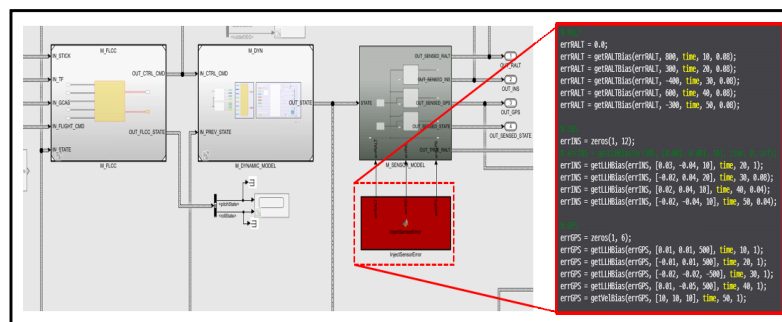 M_FLCC
M_DYN
IN_STICK
IN_TF
IN_GCAS
IN_FLIGHT_CMD
IN_STATE
OUT_CTRL_CMD
OUT_FLCC_STATE
M_FLCC
IN_CTRL_CMD
IN_PREV_STATE
OUT_STATE
M_DYNAMIC_MODEL
STATE
OUT_SENSED_RALT
OUT_SENSED_INS
OUT_SENSED_GPS
OUT_SENSED_STATE
M_SENSOR_MODEL
1
OUT_RALT
2
OUT_INS
3
OUT_GPS
4
OUT_SENSED_STATE
<pitchState>
<rollState>
InjectSensorError
InjectSensorError
errRALT = 0.0;
errRALT = getRALTBias(errRALT, 800, time, 10, 0.08);
errRALT = getRALTBias(errRALT, 300, time, 20, 0.08);
errRALT = getRALTBias(errRALT, -400, time, 30, 0.08);
errRALT = getRALTBias(errRALT, 600, time, 40, 0.08);
errRALT = getRALTBias(errRALT, -300, time, 50, 0.08);
errINS = zeros(1, 12);
errINS = getLLHBias(errINS, [0.03, -0.04, 10], time, 20, 1);
errINS = getLLHBias(errINS, [-0.02, 0.04, 20], time, 30, 0.08);
errINS = getLLHBias(errINS, [0.02, 0.04, 10], time, 40, 0.04);
errINS = getLLHBias(errINS, [-0.02, -0.04, 10], time, 50, 0.04);
errGPS = zeros(1, 6);
errGPS = getLLHBias(errGPS, [0.01, 0.01, 500], time, 10, 1);
errGPS = getLLHBias(errGPS, [-0.01, 0.01, 500], time, 20, 1);
errGPS = getLLHBias(errGPS, [-0.02, -0.02, -500], time, 30, 1);
errGPS = getLLHBias(errGPS, [0.01, -0.05, 500], time, 40, 1);
errGPS = getVelBias(errGPS, [10, 10, 10], time, 50, 1);